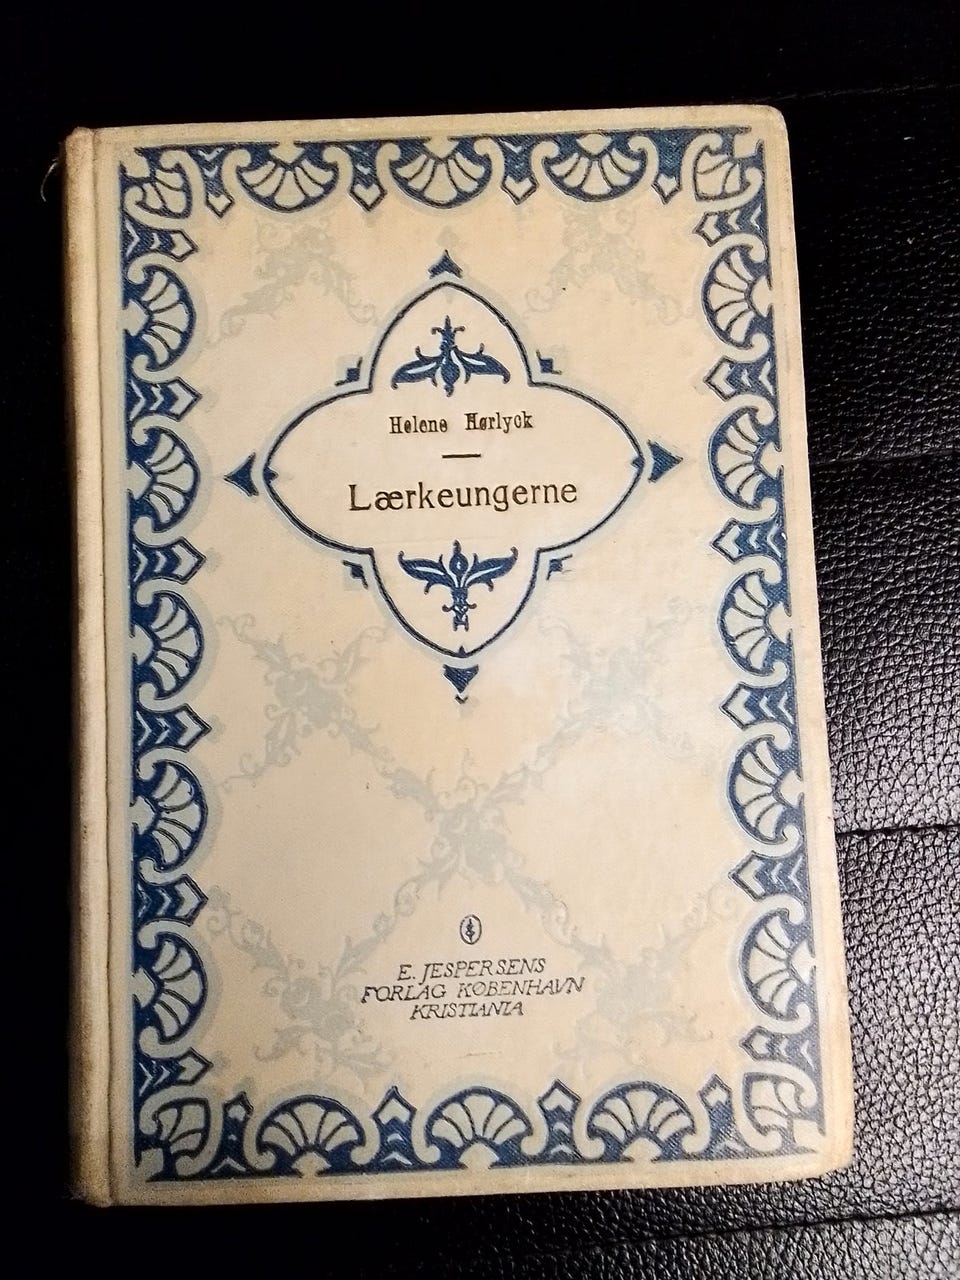 Helene Hørlyck
Lærkeungerne
E. JESPERSENS
FORLAG KØBENHAVN
KRISTIANIA